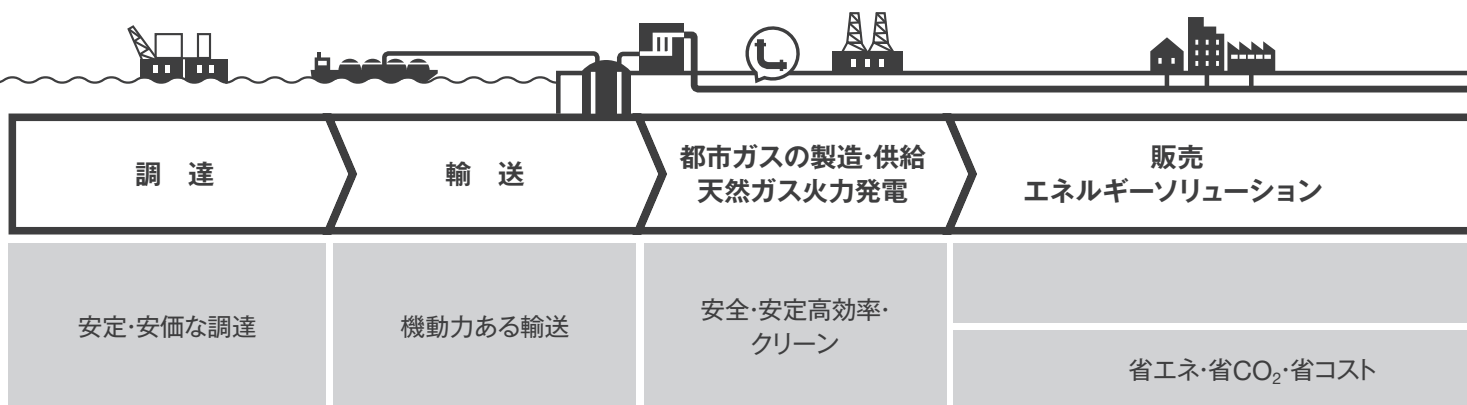 調　達
輸　送
都市ガスの製造·供給
天然ガス火力発電
販売
エネルギーソリューション
安定·安価な調達
機動力ある輸送
安全·安定高効率·
クリーン
省エネ·省CO₂·省コスト